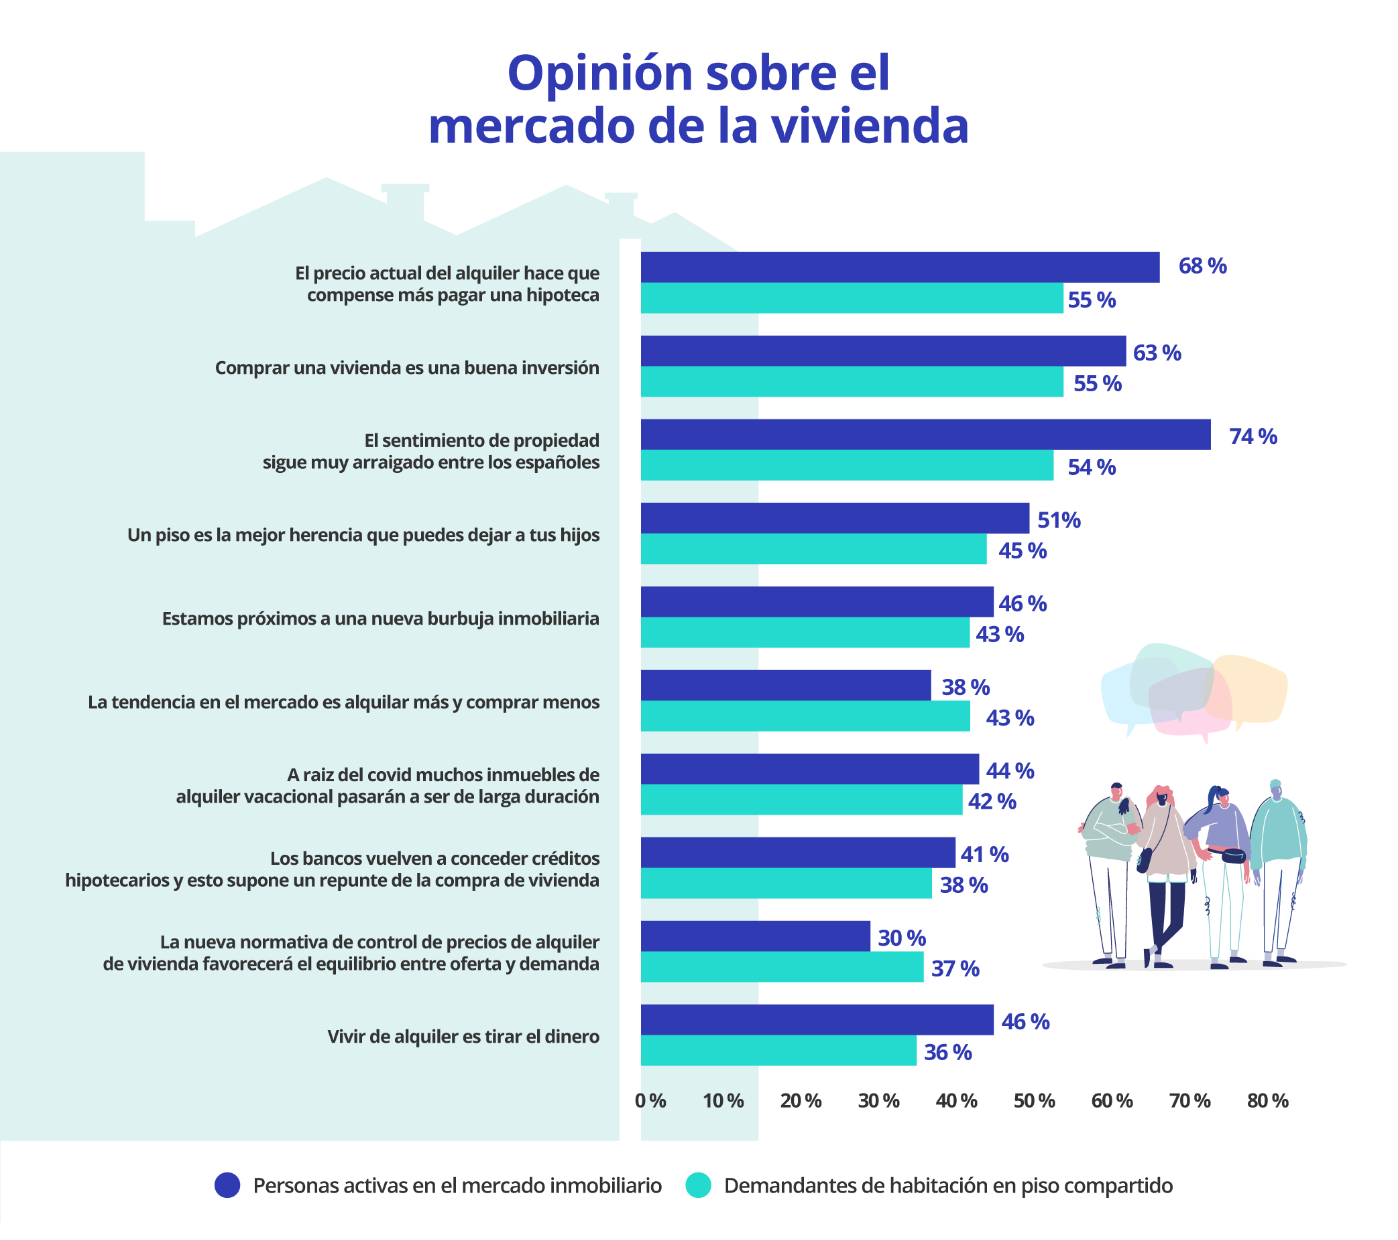 Opinión sobre el
mercado de la vivienda
El precio actual del alquiler hace que
compense más pagar una hipoteca
68 %
55 %
Comprar una vivienda es una buena inversión
63 %
55 %
El sentimiento de propiedad
sigue muy arraigado entre los españoles
74 %
54 %
Un piso es la mejor herencia que puedes dejar a tus hijos
51%
45 %
Estamos próximos a una nueva burbuja inmobiliaria
46 %
43 %
La tendencia en el mercado es alquilar más y comprar menos
38 %
43 %
A raiz del covid muchos inmuebles de
alquiler vacacional pasarán a ser de larga duración
44 %
42 %
Los bancos vuelven a conceder créditos
hipotecarios y esto supone un repunte de la compra de vivienda
41 %
38 %
La nueva normativa de control de precios de alquiler
de vivienda favorecerá el equilibrio entre oferta y demanda
30 %
37 %
Vivir de alquiler es tirar el dinero
46 %
36 %
0 % 10 % 20 % 30 % 40 % 50 % 60 % 70 % 80 %
Personas activas en el mercado inmobiliario Demandantes de habitación en piso compartido